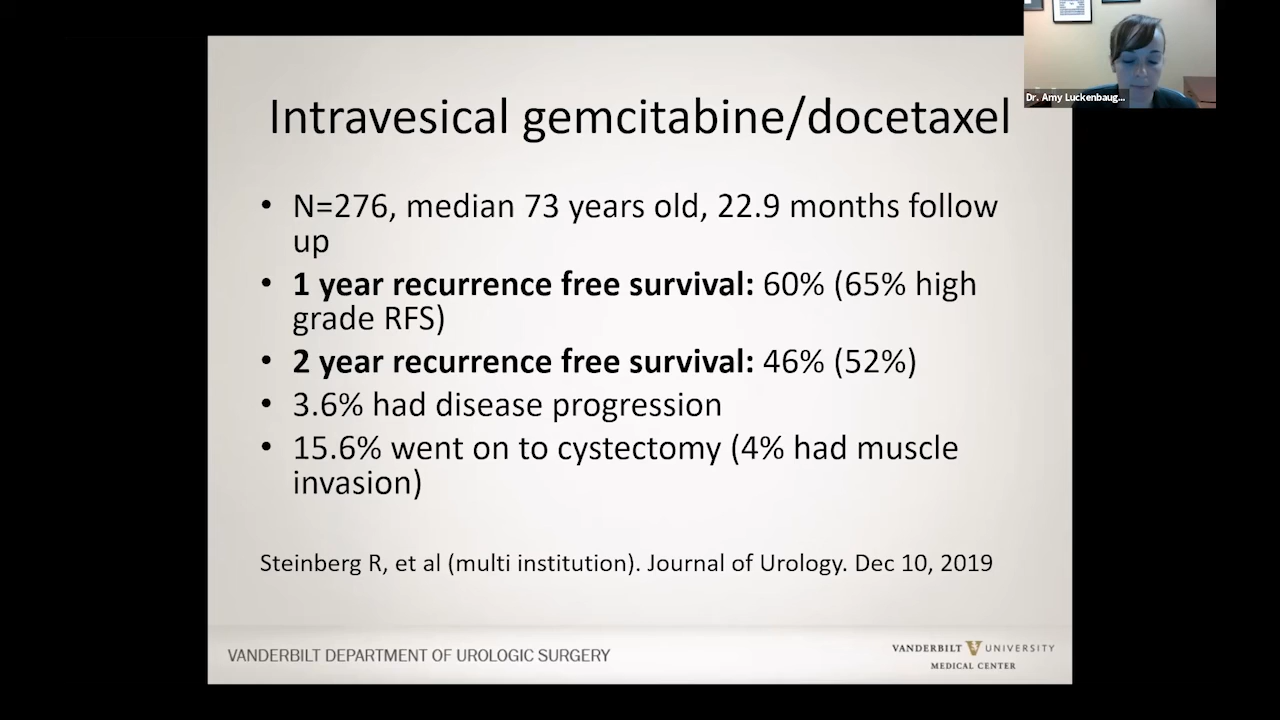 Dr. Amy Luckenbaug...
Intravesical gemcitabine/docetaxel
• N=276, median 73 years old, 22.9 months follow
up
• 1 year recurrence free survival: 60% (65% high
grade RFS)
• 2 year recurrence free survival: 46% (52%)
• 3.6% had disease progression
• 15.6% went on to cystectomy (4% had muscle
invasion)
Steinberg R, et al (multi institution). Journal of Urology. Dec 10, 2019
VANDERBILT DEPARTMENT OF UROLOGIC SURGERY
VANDERBILT V UNIVERSITY
MEDICAL CENTER